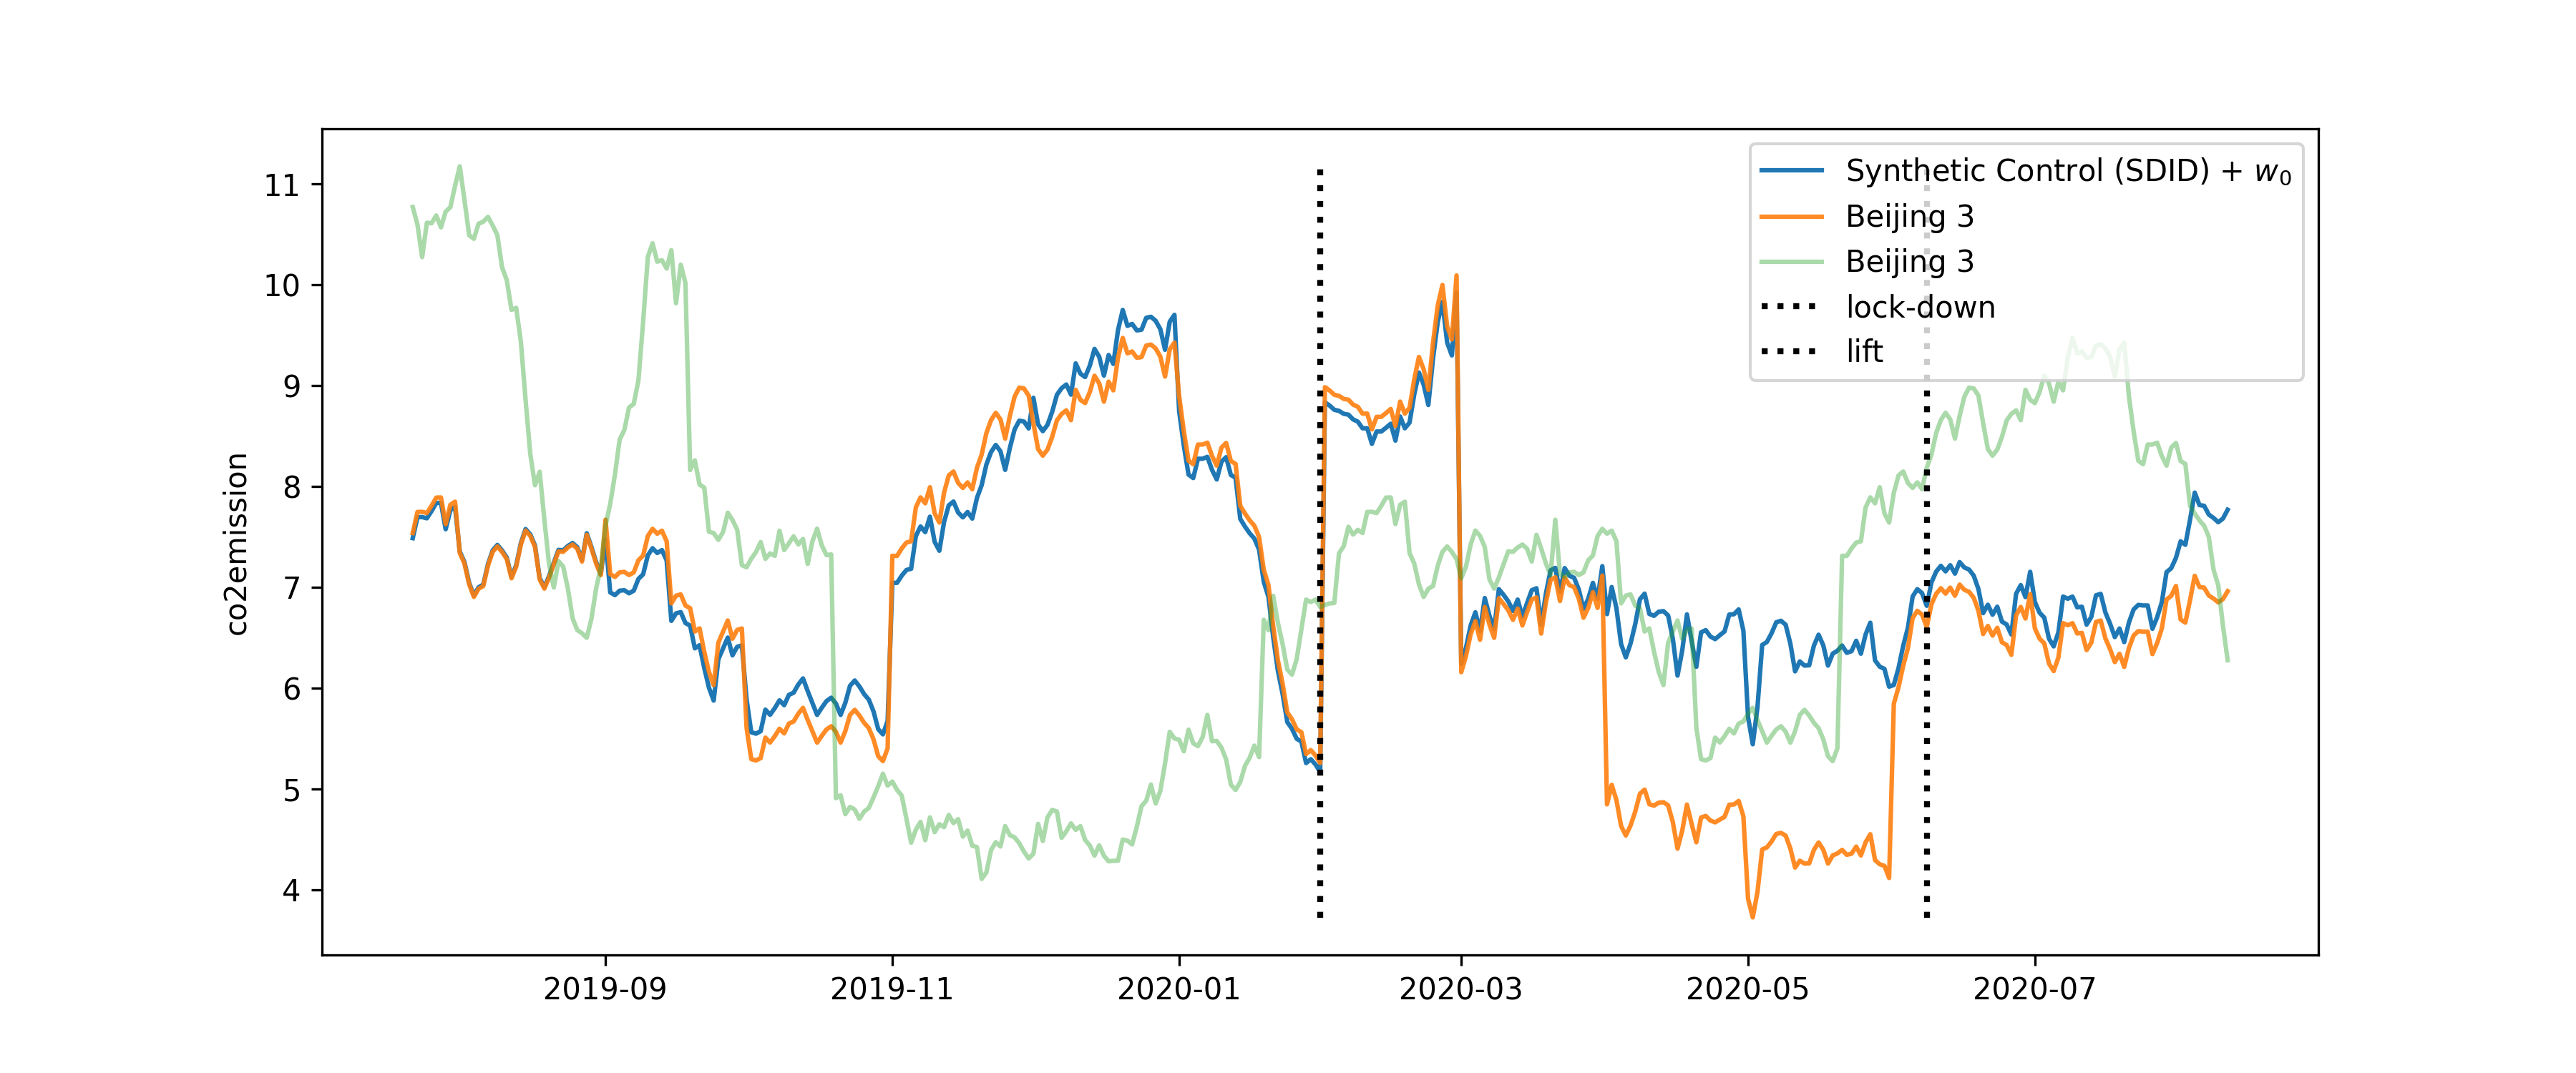 Synthetic Control (SDID) + w₀
Beijing 3
Beijing 3
lock-down
lift
co2emission
11
10
9
8
7
6
5
4
2019-09
2019-11
2020-01
2020-03
2020-05
2020-07